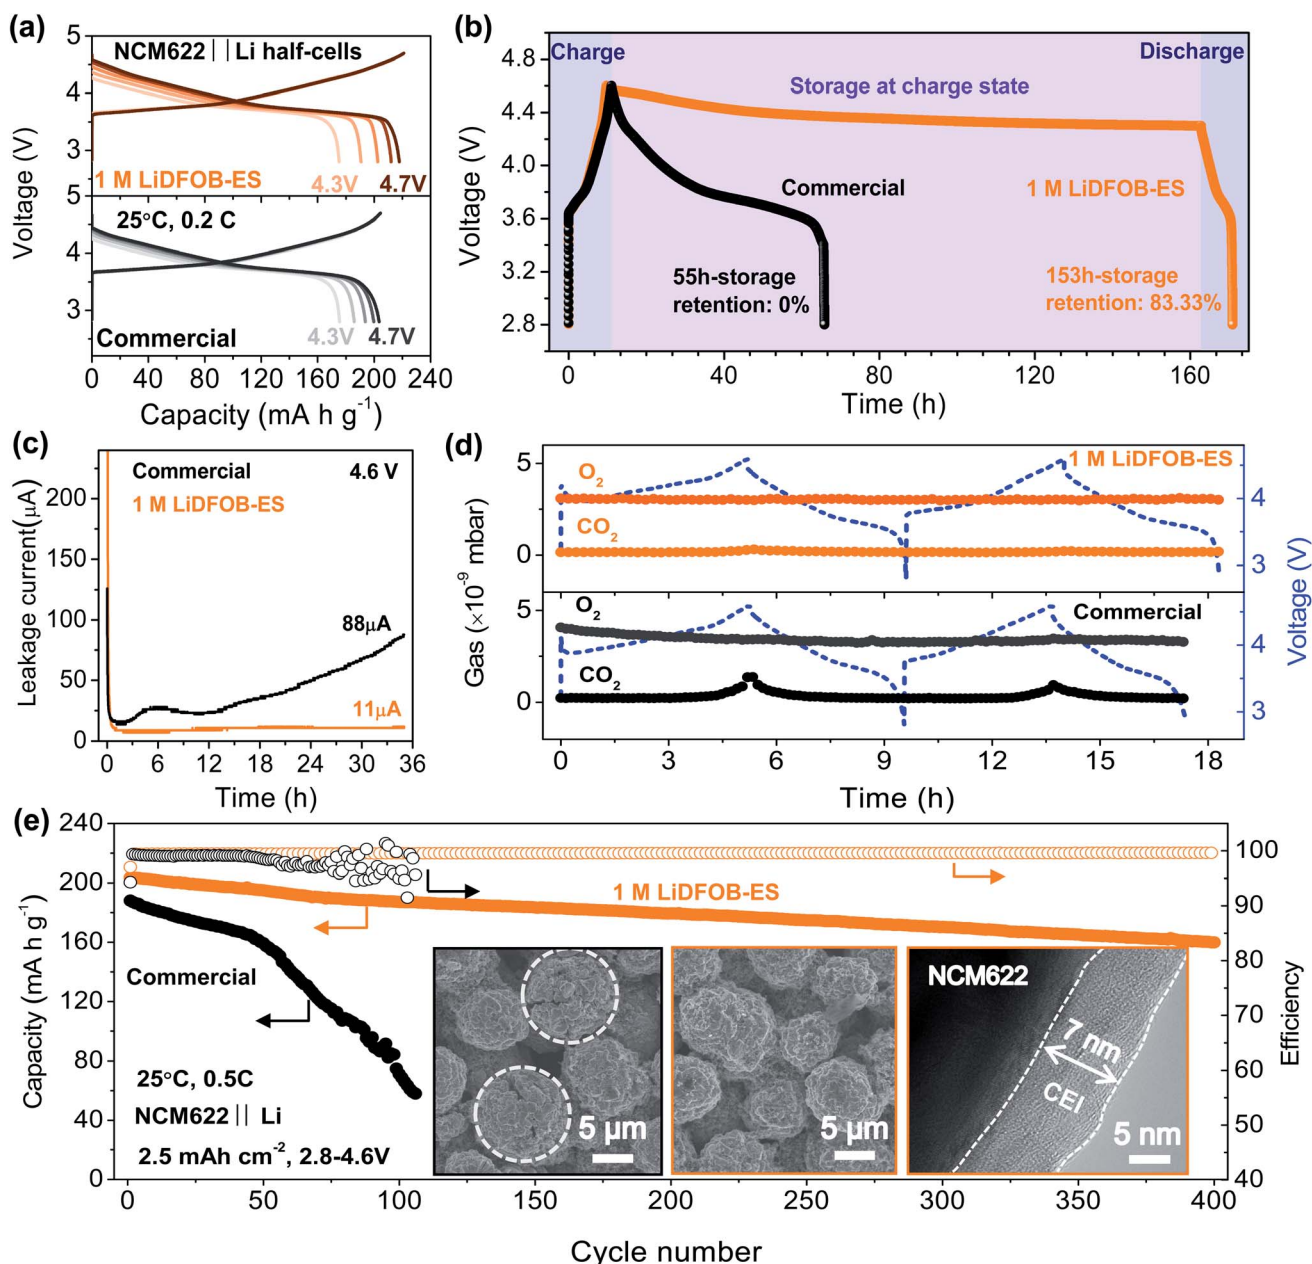 (a)
5
4
3
5
4
3
Voltage (V)
NCM622 || Li half-cells
1 M LiDFOB-ES
4.3V
4.7V
25°C, 0.2 C
Commercial
4.3V
4.7V
0 40 80 120 160 200 240
Capacity (mA h g⁻¹)
(b)
Charge
Discharge
Storage at charge state
4.8
4.4
4.0
3.6
3.2
2.8
Voltage (V)
Commercial
1 M LiDFOB-ES
55h-storage
retention: 0%
153h-storage
retention: 83.33%
0 40 80 120 160
Time (h)
(c)
Commercial
4.6 V
1 M LiDFOB-ES
200
150
100
50
0
Leakage current(μA)
88μA
11μA
0 6 12 18 24 30 36
Time (h)
(d)
1 M LiDFOB-ES
O₂
CO₂
5
0
5
0
Gas (×10⁻⁹ mbar)
4
3
4
3
Voltage (V)
O₂
Commercial
CO₂
0 3 6 9 12 15 18
Time (h)
(e)
240
200
160
120
80
40
0
Capacity (mA h g⁻¹)
100
90
80
70
60
50
40
Efficiency
1 M LiDFOB-ES
Commercial
25°C, 0.5C
NCM622 || Li
2.5 mAh cm⁻², 2.8-4.6V
5 μm
5 μm
NCM622
7 nm
CEI
5 nm
0 50 100 150 200 250 300 350 400
Cycle number